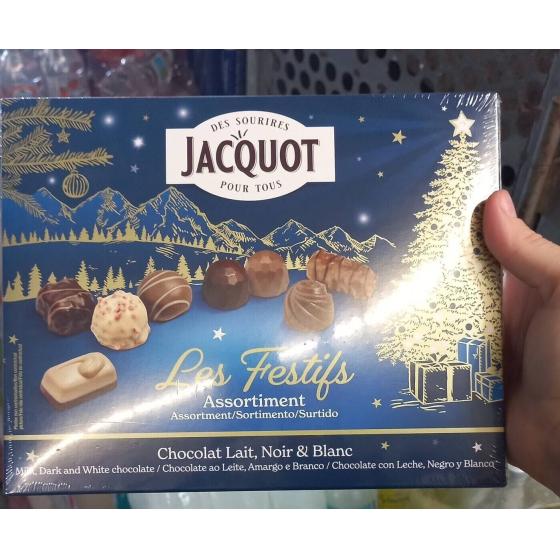 DES SOURIRES
JACQUOT
POUR TOUS
Les Festifs
Assortiment
Assortment/Sortimento/Surtido
Chocolat Lait, Noir & Blanc
Milk, Dark and White chocolate / Chocolate ao Leite, Amargo e Branco / Chocolate con Leche, Negro y Blanco